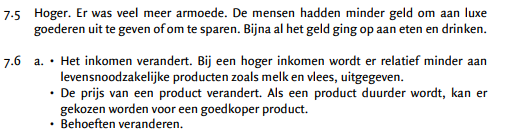 7.5 Hoger. Er was veel meer armoede. De mensen hadden minder geld om aan luxe
goederen uit te geven of om te sparen. Bijna al het geld ging op aan eten en drinken.
7.6 a. • Het inkomen verandert. Bij een hoger inkomen wordt er relatief minder aan
levensnoodzakelijke producten zoals melk en vlees, uitgegeven.
• De prijs van een product verandert. Als een product duurder wordt, kan er
gekozen worden voor een goedkoper product.
• Behoeften veranderen.